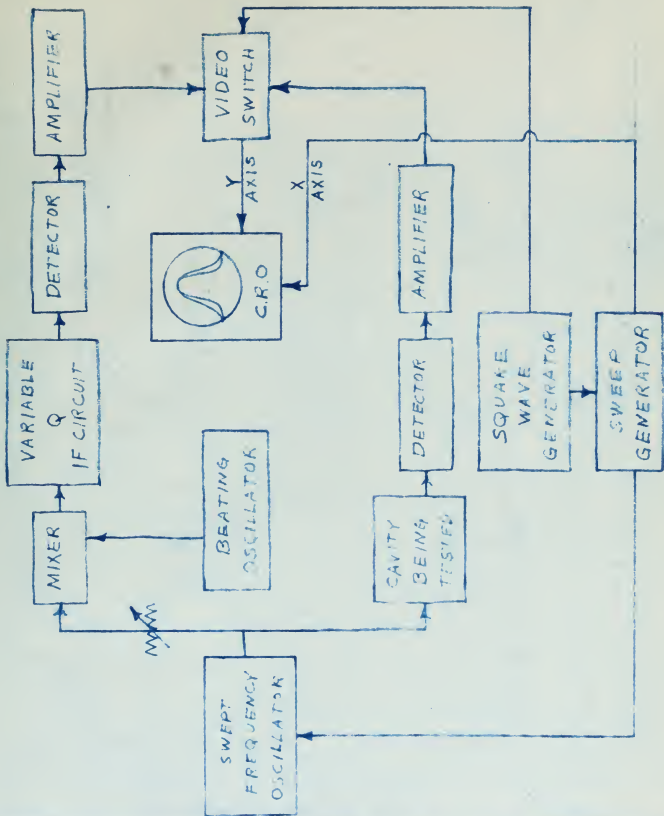 SWEPT
FREQUENCY
OSCILLATOR
MIXER
BEATING
OSCILLATOR
VARIABLE
Q
IF CIRCUIT
DETECTOR
AMPLIFIER
VIDEO
SWITCH
Y
AXIS
X
AXIS
C.R.O
CAVITY
BEING
TESTED
DETECTOR
AMPLIFIER
SQUARE
WAVE
GENERATOR
SWEEP
GENERATOR